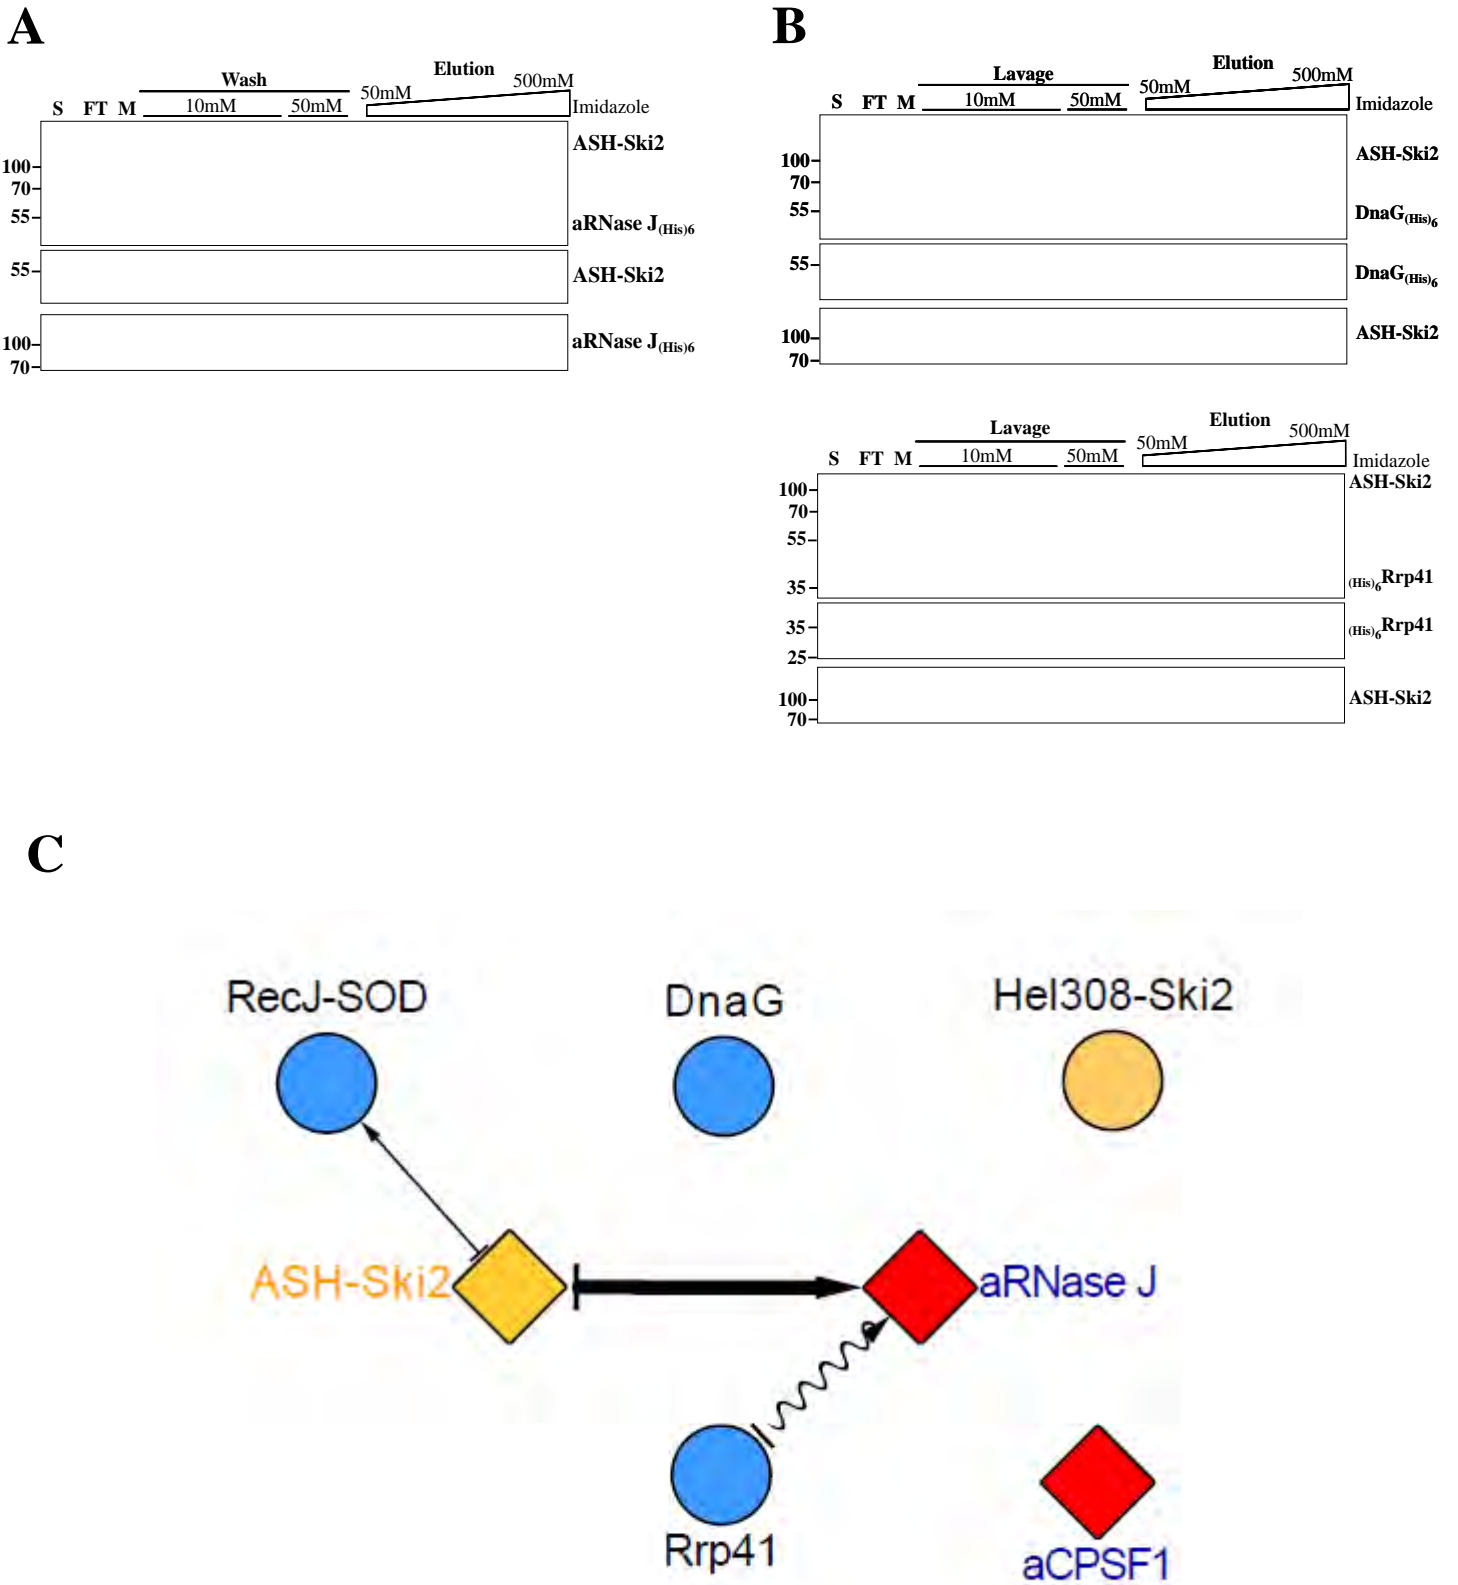 A
Wash
Elution
50mM
500mM
S FT M 10mM 50mM Imidazole
ASH-Ski2
100
70
55
aRNase J(His)6
55
ASH-Ski2
100
aRNase J(His)6
70
B
Lavage
Elution
50mM
500mM
S FT M 10mM 50mM Imidazole
100
ASH-Ski2
70
55
DnaG(His)6
55
DnaG(His)6
100
ASH-Ski2
70
Lavage
Elution
50mM
500mM
S FT M 10mM 50mM Imidazole
100
ASH-Ski2
70
55
35
(His)6Rrp41
35
(His)6Rrp41
25
100
ASH-Ski2
70
C
RecJ-SOD
DnaG
Hel308-Ski2
ASH-Ski2
aRNase J
Rrp41
aCPSF1